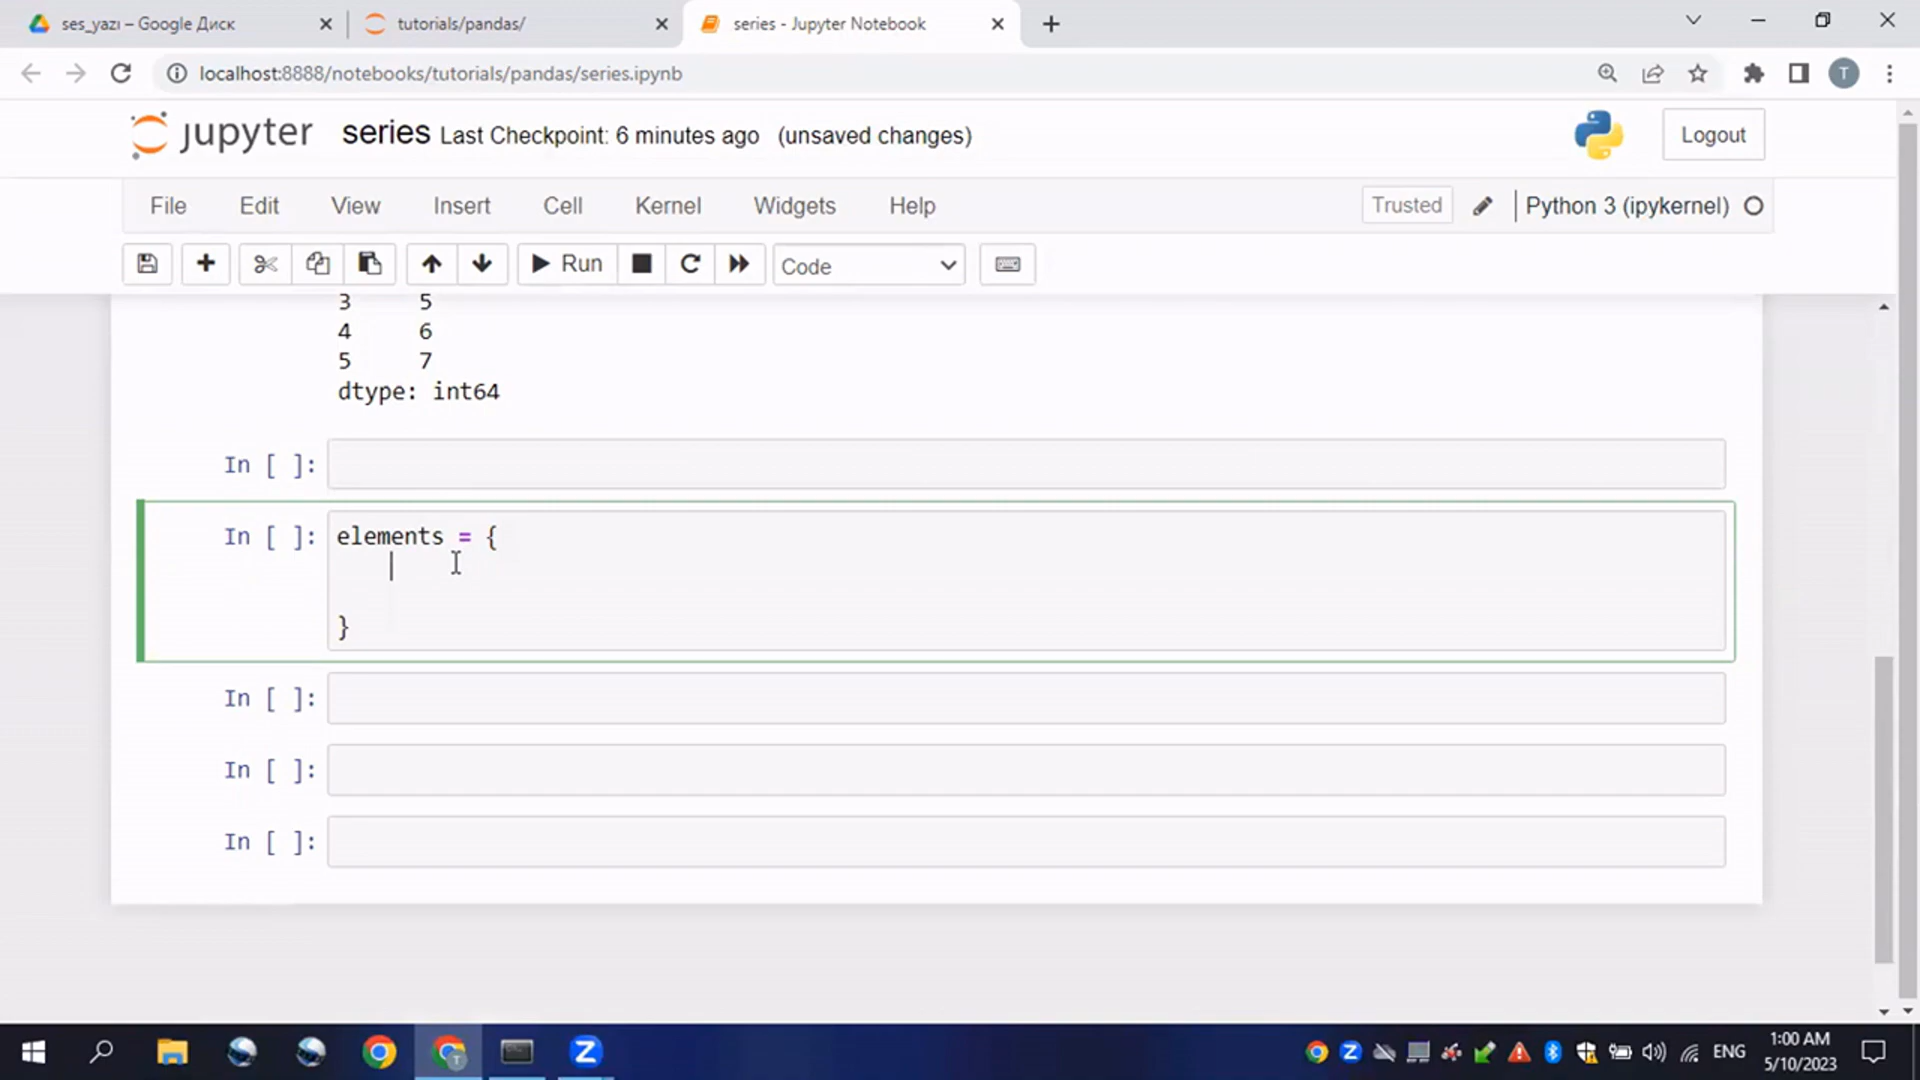 ses_yazı – Google Диск
tutorials/pandas/
series - Jupyter Notebook
localhost:8888/notebooks/tutorials/pandas/series.ipynb
T
jupyter series Last Checkpoint: 6 minutes ago (unsaved changes)
Logout
File Edit View Insert Cell Kernel Widgets Help
Trusted
Python 3 (ipykernel)
Run
Code
3 5
4 6
5 7
dtype: int64
In [ ]:
In [ ]: elements = {
}
In [ ]:
In [ ]:
In [ ]:
T
Z
Z
ENG
1:00 AM
5/10/2023